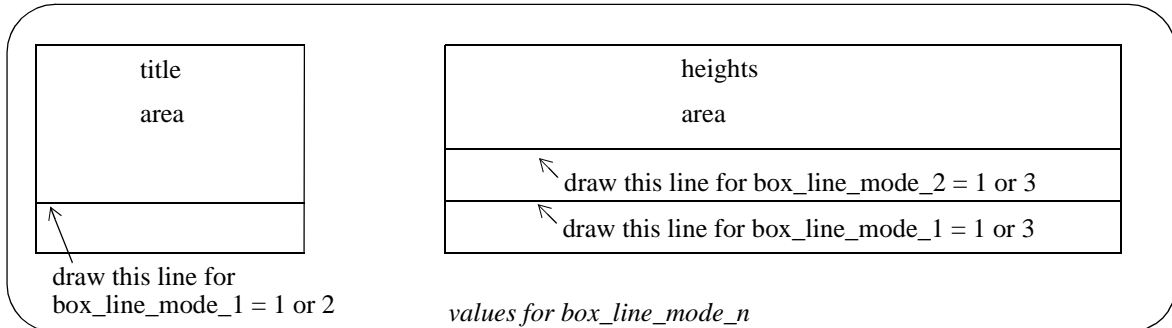 title
area
draw this line for
box_line_mode_1 = 1 or 2
heights
area
draw this line for box_line_mode_2 = 1 or 3
draw this line for box_line_mode_1 = 1 or 3
values for box_line_mode_n